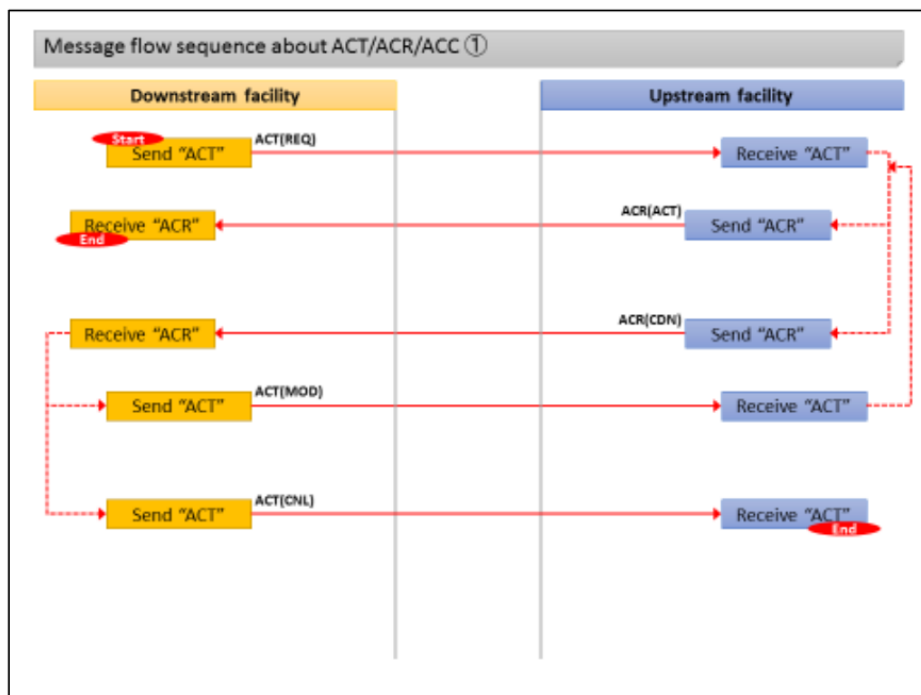 Message flow sequence about ACT/ACR/ACC ①
Downstream facility
Upstream facility
Start
Send “ACT”
ACT(REQ)
Receive “ACT”
Receive “ACR”
End
ACR(ACT)
Send “ACR”
Receive “ACR”
ACR(CDN)
Send “ACR”
Send “ACT”
ACT(MOD)
Receive “ACT”
Send “ACT”
ACT(CNL)
Receive “ACT”
End